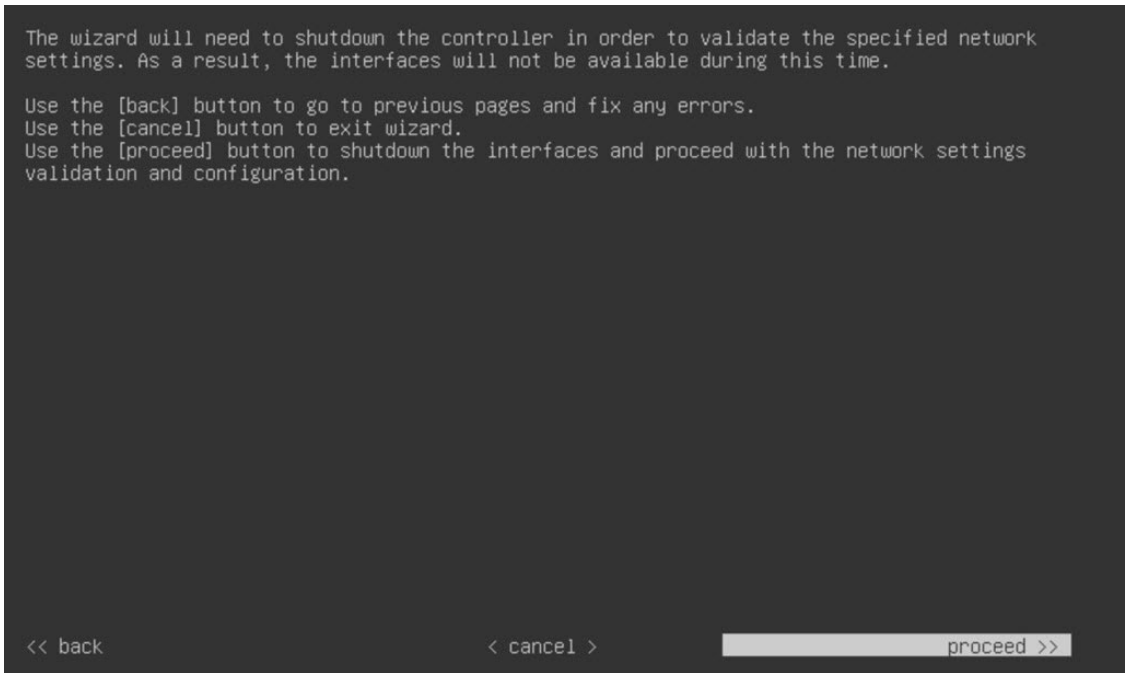 The wizard will need to shutdown the controller in order to validate the specified network
settings. As a result, the interfaces will not be available during this time.
Use the [back] button to go to previous pages and fix any errors.
Use the [cancel] button to exit wizard.
Use the [proceed] button to shutdown the interfaces and proceed with the network settings
validation and configuration.
<< back
< cancel >
proceed >>